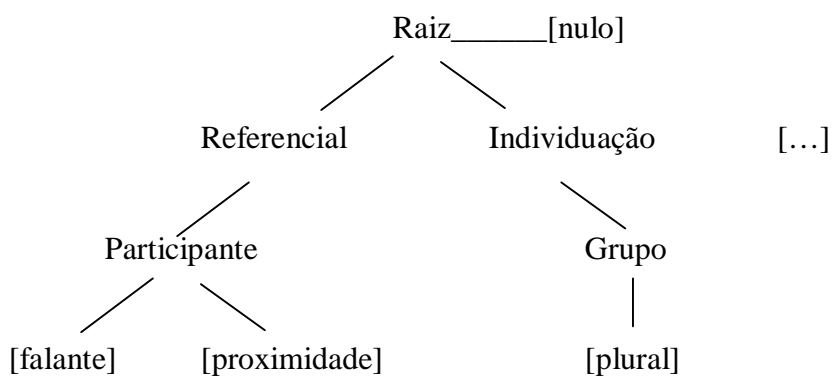 Raiz______[nulo]
Referencial Individuação […]
Participante Grupo
[falante] [proximidade] [plural]